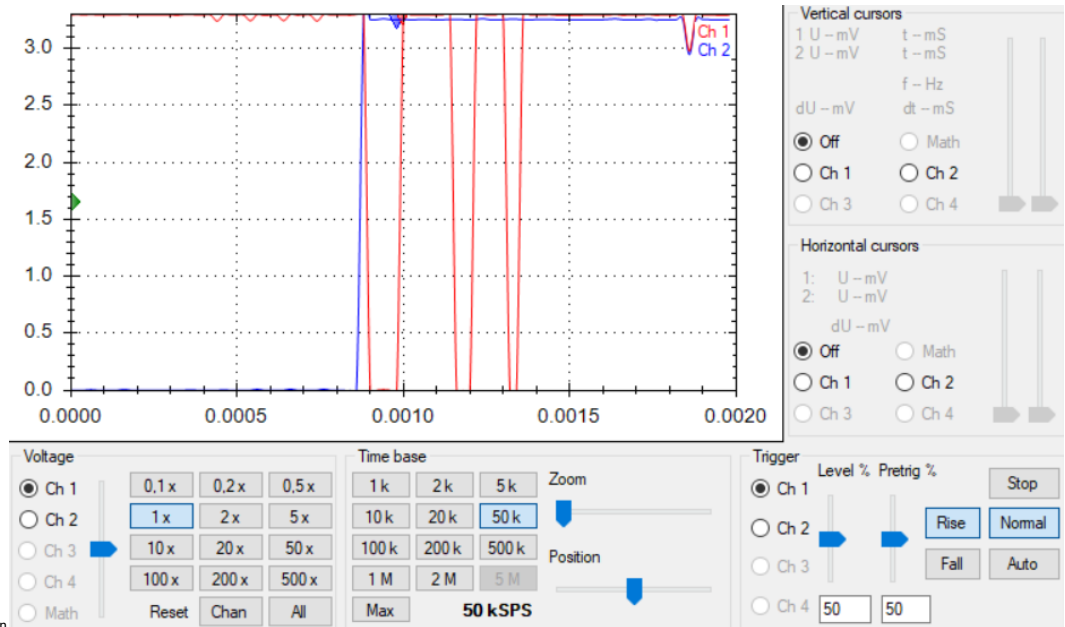 3.0
2.5
2.0
1.5
1.0
0.5
0.0
0.0000 0.0005 0.0010 0.0015 0.0020
Ch 1
Ch 2
Vertical cursors
1 U -- mV t -- mS
2 U -- mV t -- mS
f -- Hz
dU -- mV dt -- mS
Off Math
Ch 1 Ch 2
Ch 3 Ch 4
Horizontal cursors
1: U -- mV
2: U -- mV
dU -- mV
Off Math
Ch 1 Ch 2
Ch 3 Ch 4
Voltage
Ch 1 0,1 x 0,2 x 0,5 x
Ch 2 1 x 2 x 5 x
Ch 3 10 x 20 x 50 x
Ch 4 100 x 200 x 500 x
Math Reset Chan All
Time base
1 k 2 k 5 k Zoom
10 k 20 k 50 k
100 k 200 k 500 k Position
1 M 2 M 5 M
Max 50 kSPS
Trigger
Level % Pretrig %
Ch 1 Stop
Ch 2 Rise Normal
Ch 3 Fall Auto
Ch 4 50 50